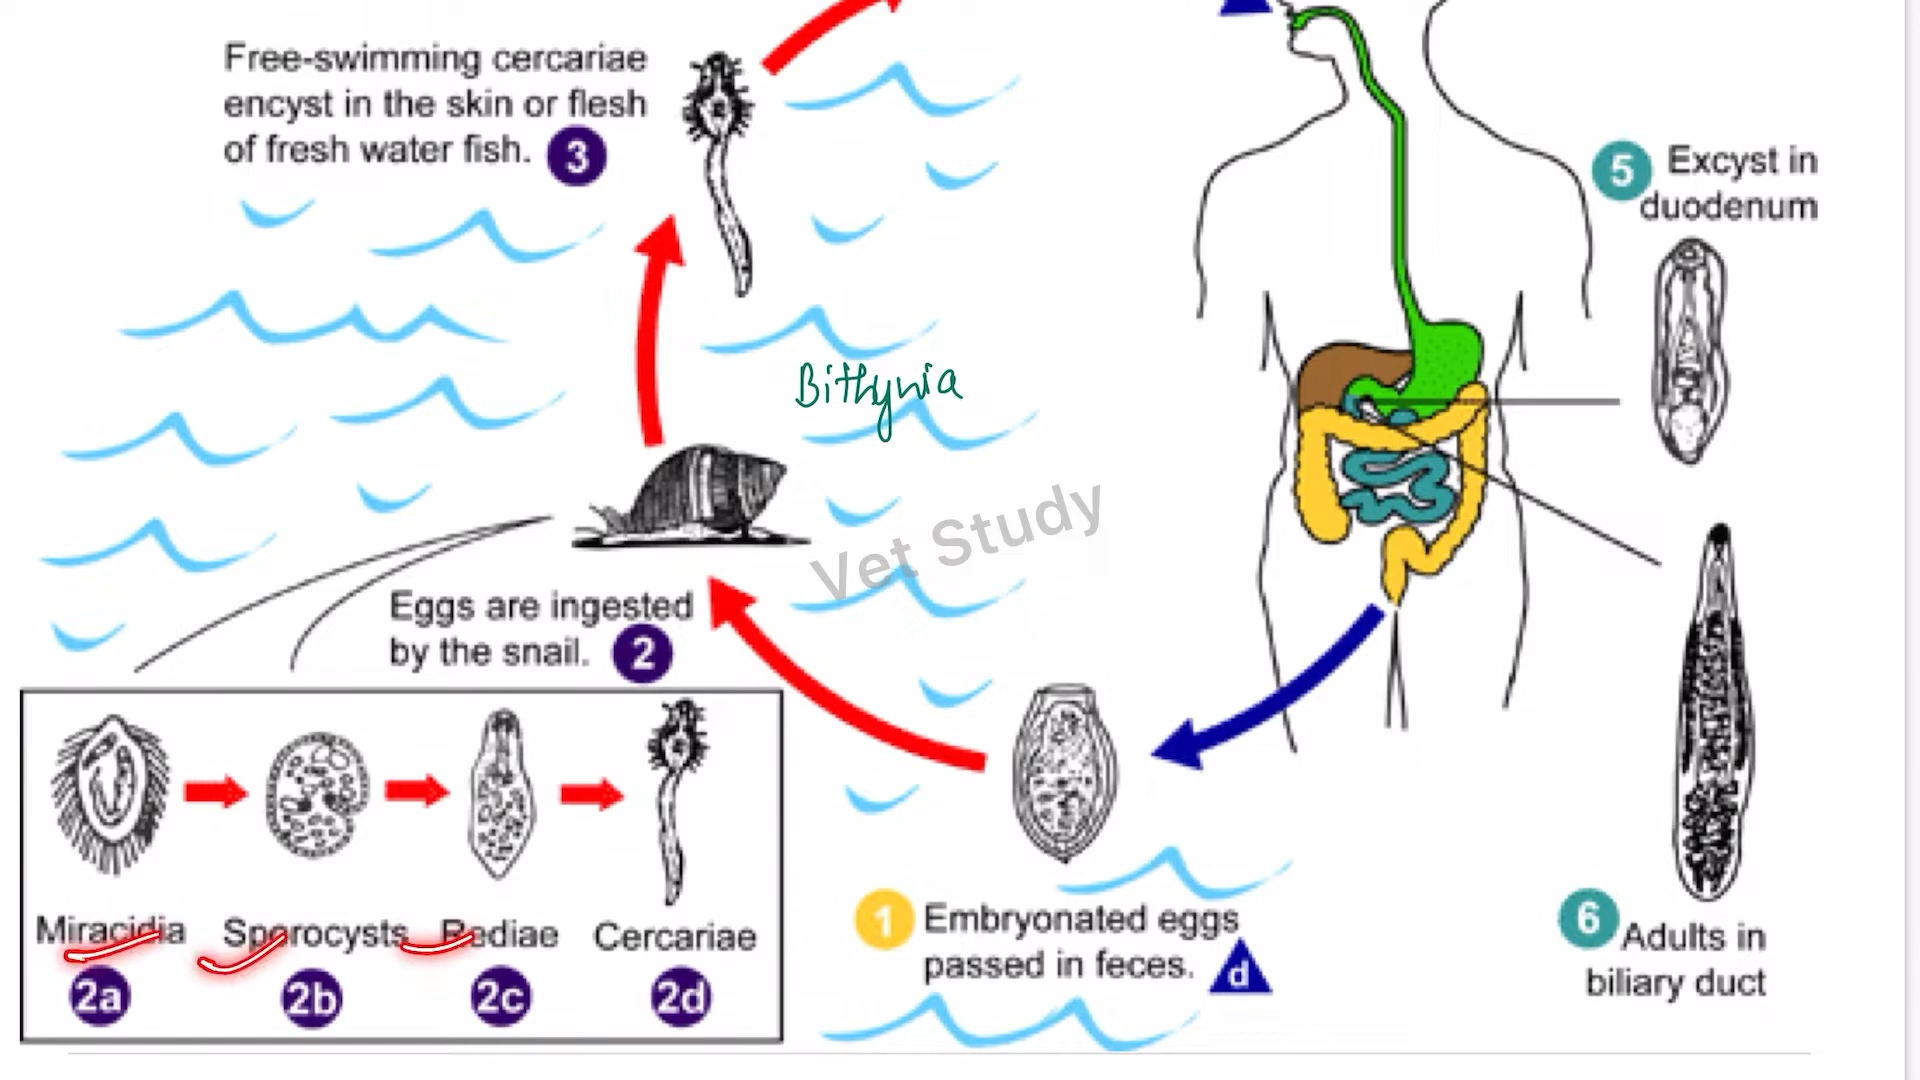 Free-swimming cercariae
encyst in the skin or flesh
of fresh water fish. 3
5 Excyst in
duodenum
Bithynia
Vet Study
Eggs are ingested
by the snail. 2
Miracidia Sporocysts Rediae Cercariae
2a 2b 2c 2d
1 Embryonated eggs
passed in feces. d
6 Adults in
biliary duct